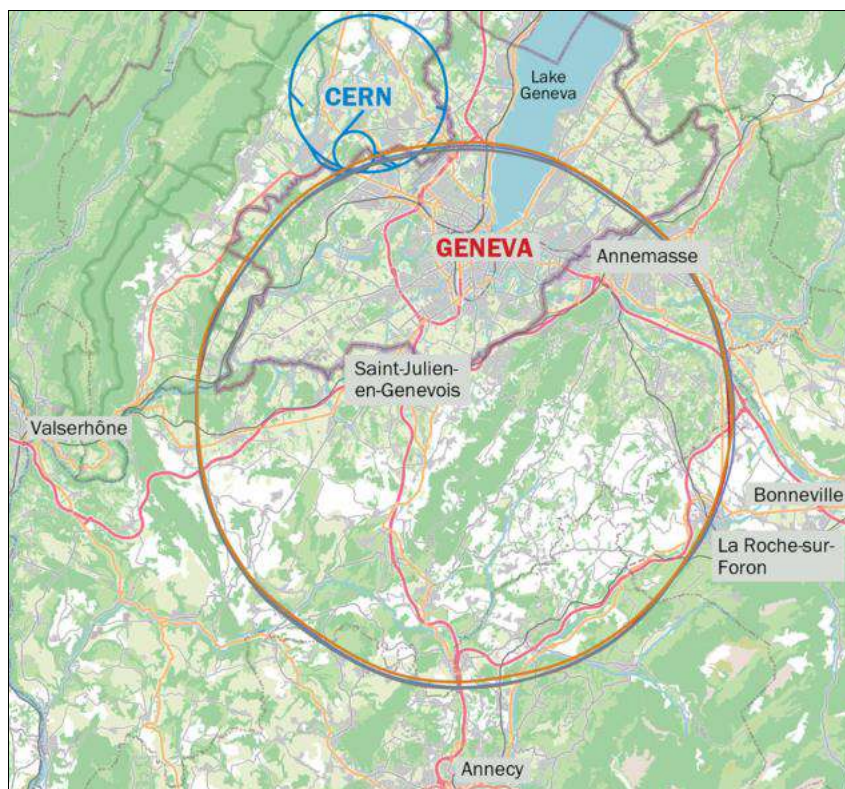 Lake
Geneva
CERN
GENEVA
Annemasse
Saint-Julien-
en-Genevois
Valserhône
Bonneville
La Roche-sur-
Foron
Annecy